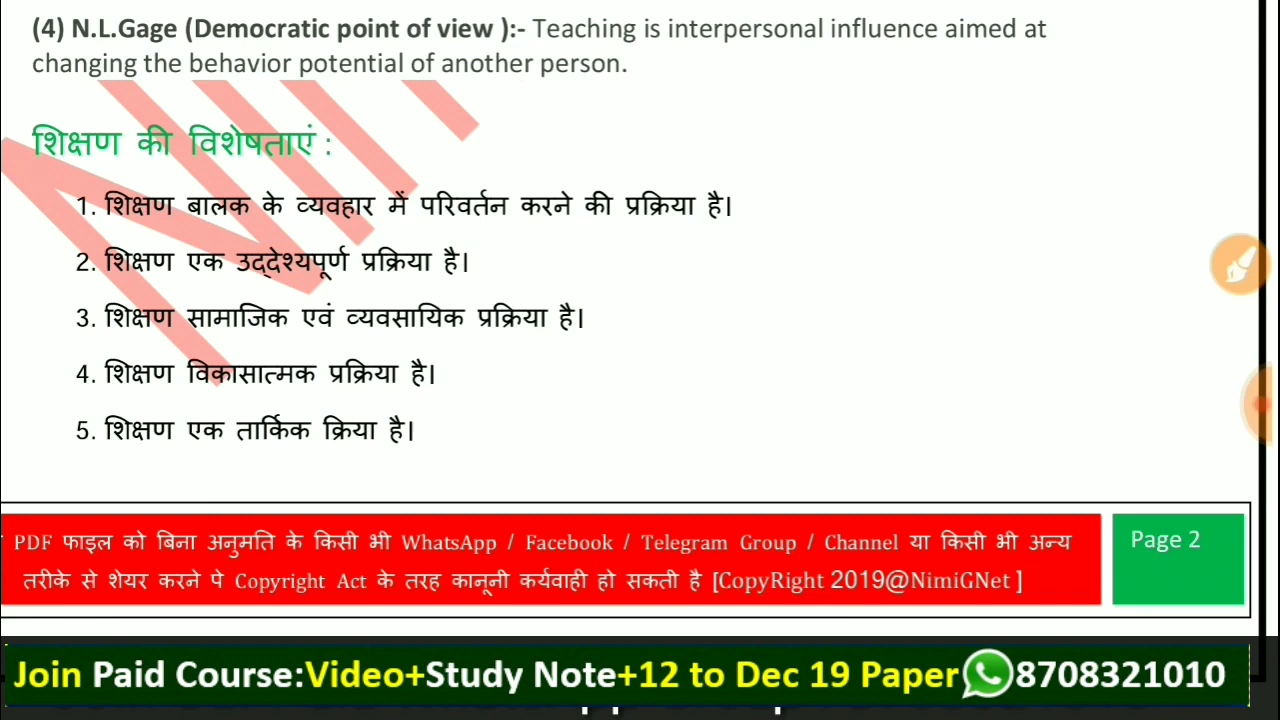 (4) N.L.Gage (Democratic point of view ):- Teaching is interpersonal influence aimed at
changing the behavior potential of another person.
शिक्षण की विशेषताएं :
1. शिक्षण बालक के व्यवहार में परिवर्तन करने की प्रक्रिया है।
2. शिक्षण एक उद्देश्यपूर्ण प्रक्रिया है।
3. शिक्षण सामाजिक एवं व्यवसायिक प्रक्रिया है।
4. शिक्षण विकासात्मक प्रक्रिया है।
5. शिक्षण एक तार्किक क्रिया है।
PDF फाइल को बिना अनुमति के किसी भी WhatsApp / Facebook / Telegram Group / Channel या किसी भी अन्य
तरीके से शेयर करने पे Copyright Act के तरह कानूनी कर्यवाही हो सकती है [CopyRight 2019@NimiGNet ]
Page 2
Join Paid Course:Video+Study Note+12 to Dec 19 Paper 8708321010